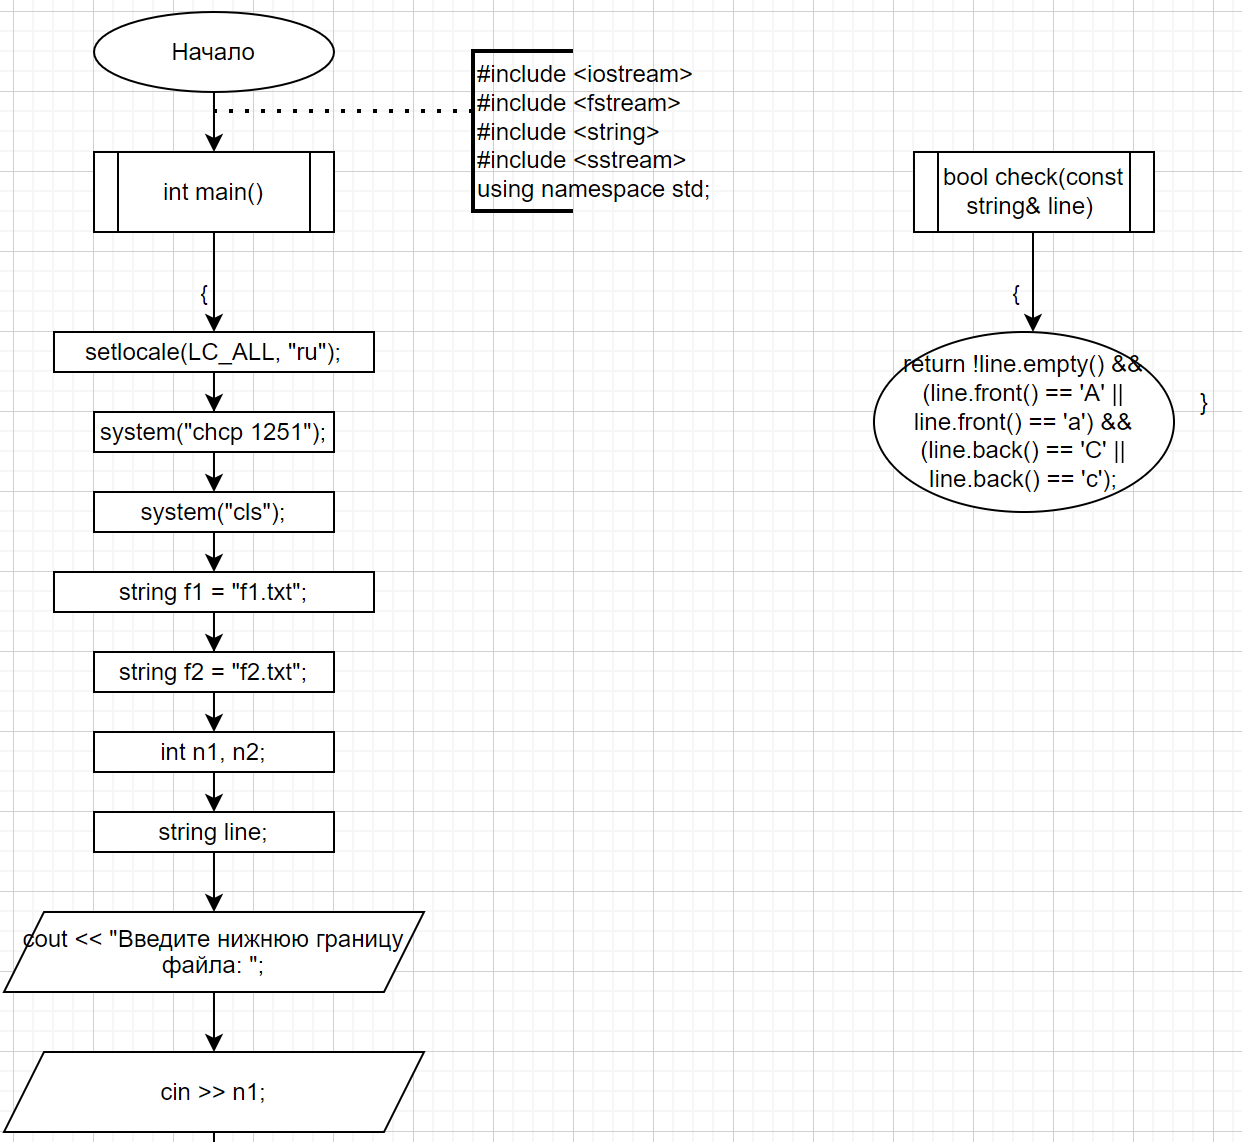 Начало
#include <iostream>
#include <fstream>
#include <string>
#include <sstream>
using namespace std;
int main()
{
setlocale(LC_ALL, "ru");
system("chcp 1251");
system("cls");
string f1 = "f1.txt";
string f2 = "f2.txt";
int n1, n2;
string line;
cout << "Введите нижнюю границу
файла: ";
cin >> n1;
bool check(const
string& line)
{
return !line.empty() &&
(line.front() == 'A' ||
line.front() == 'a') &&
(line.back() == 'C' ||
line.back() == 'c');
}